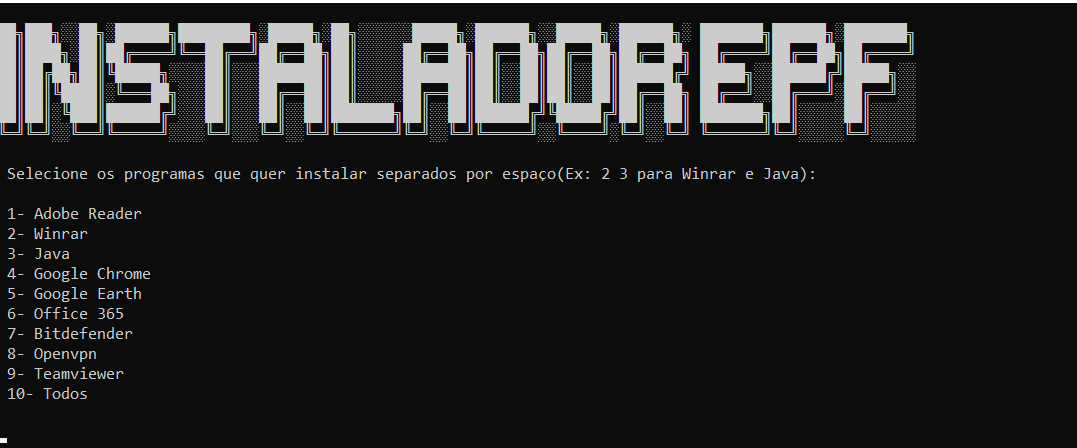 INSTALADOR EPF
Selecione os programas que quer instalar separados por espaço(Ex: 2 3 para Winrar e Java):
1- Adobe Reader
2- Winrar
3- Java
4- Google Chrome
5- Google Earth
6- Office 365
7- Bitdefender
8- Openvpn
9- Teamviewer
10- Todos